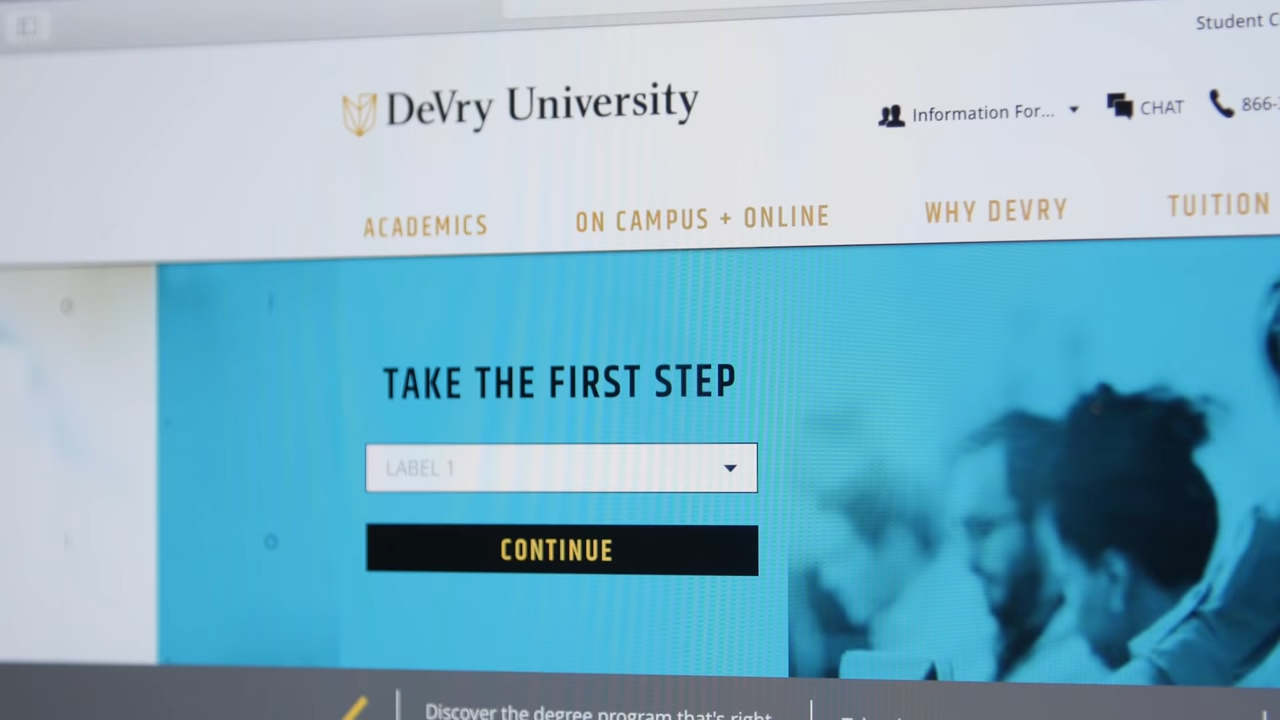 Student
DeVry University
Information For...
CHAT
866-
ACADEMICS
ON CAMPUS + ONLINE
WHY DEVRY
TUITION
TAKE THE FIRST STEP
LABEL 1
CONTINUE
Discover the degree program that's right